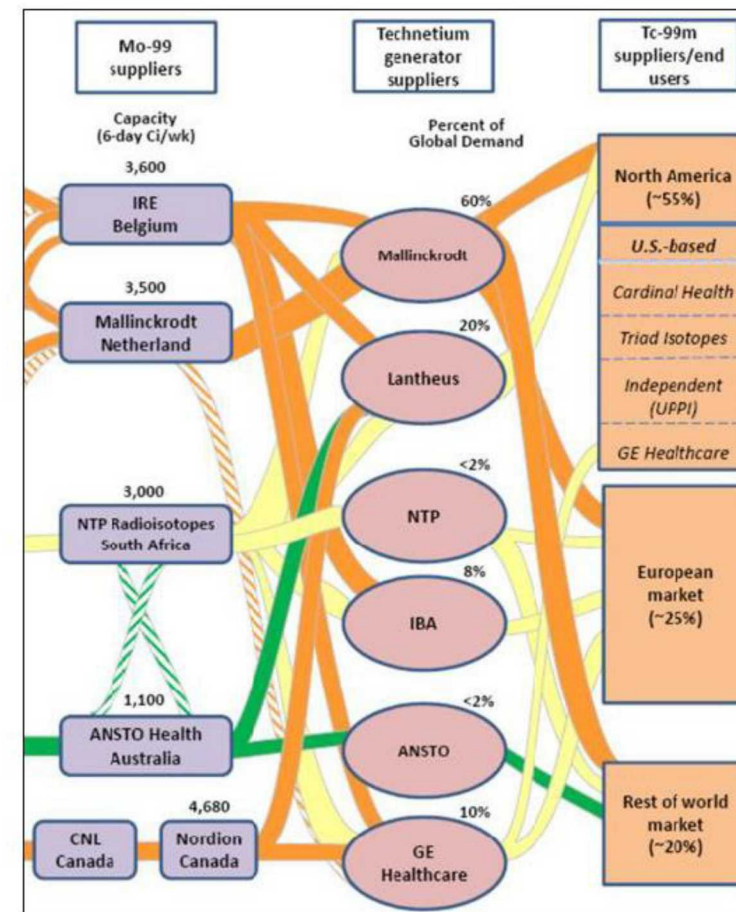 Mo-99
suppliers
Technetium
generator
suppliers
Tc-99m
suppliers/end
users
Capacity
(6-day Ci/wk)
Percent of
Global Demand
3,600
IRE
Belgium
3,500
Mallinckrodt
Netherland
3,000
NTP Radioisotopes
South Africa
1,100
ANSTO Health
Australia
CNL
Canada
4,680
Nordion
Canada
60%
Mallinckrodt
20%
Lantheus
<2%
NTP
8%
IBA
<2%
ANSTO
10%
GE
Healthcare
North America
(~55%)
U.S.-based
Cardinal Health
Triad Isotopes
Independent
(UPPI)
GE Healthcare
European
market
(~25%)
Rest of world
market
(~20%)